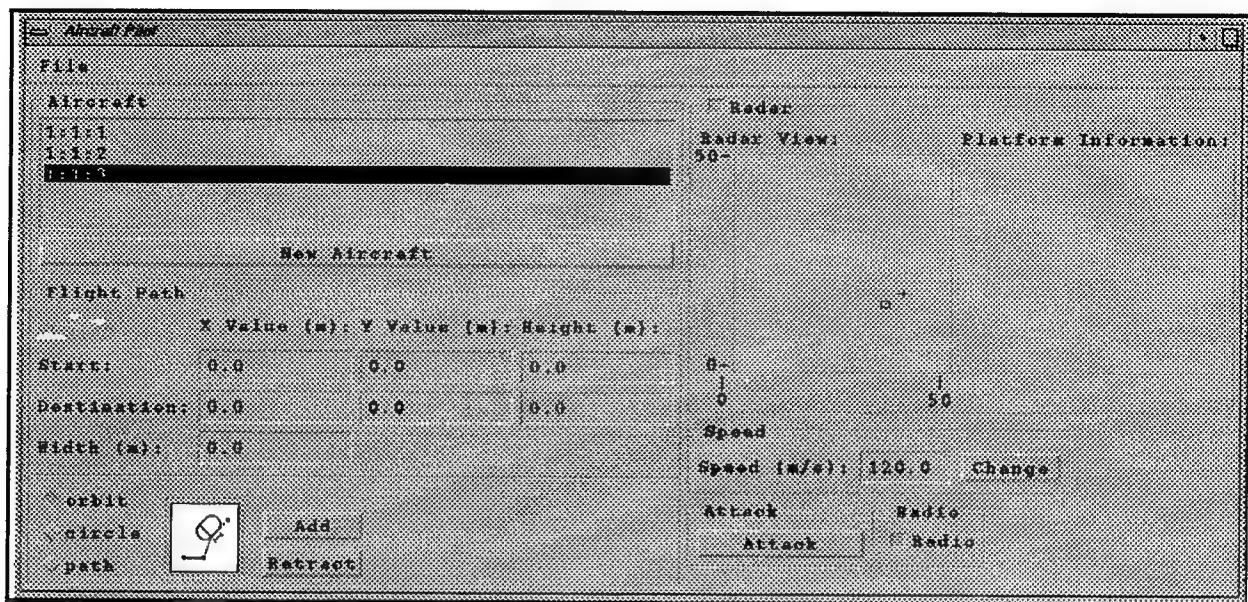 Aircraft Pilot
File
Aircraft
1:1:1
1:1:2
1:1:3
New Aircraft
Flight Path
X Value (m): Y Value (m): Height (m):
Start: 0.0 0.0 0.0
Destination: 0.0 0.0 0.0
Width (m): 0.0
orbit
circle
path
Add
Retract
Radar
Radar View:
Platform Information:
50-
0-
0 50
Speed
Speed (m/s): 120.0 Change
Attack
Attack
Radio
Radio